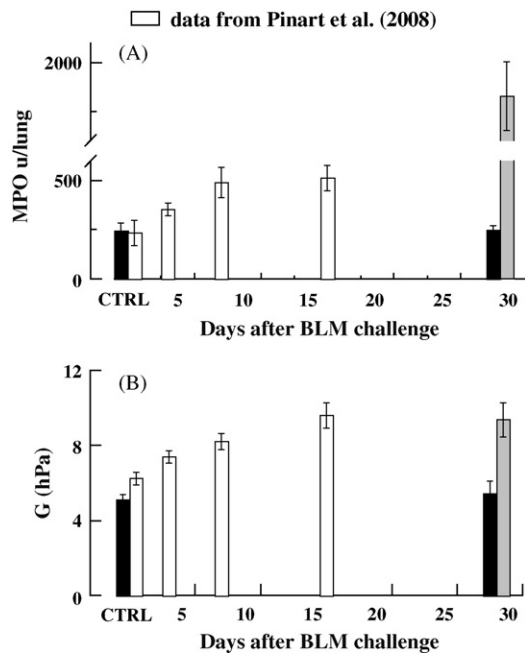 data from Pinart et al. (2008)
(A)
2000
500
0
MPO u/lung
CTRL 5 10 15 20 25 30
Days after BLM challenge
(B)
12
8
4
0
G (hPa)
CTRL 5 10 15 20 25 30
Days after BLM challenge